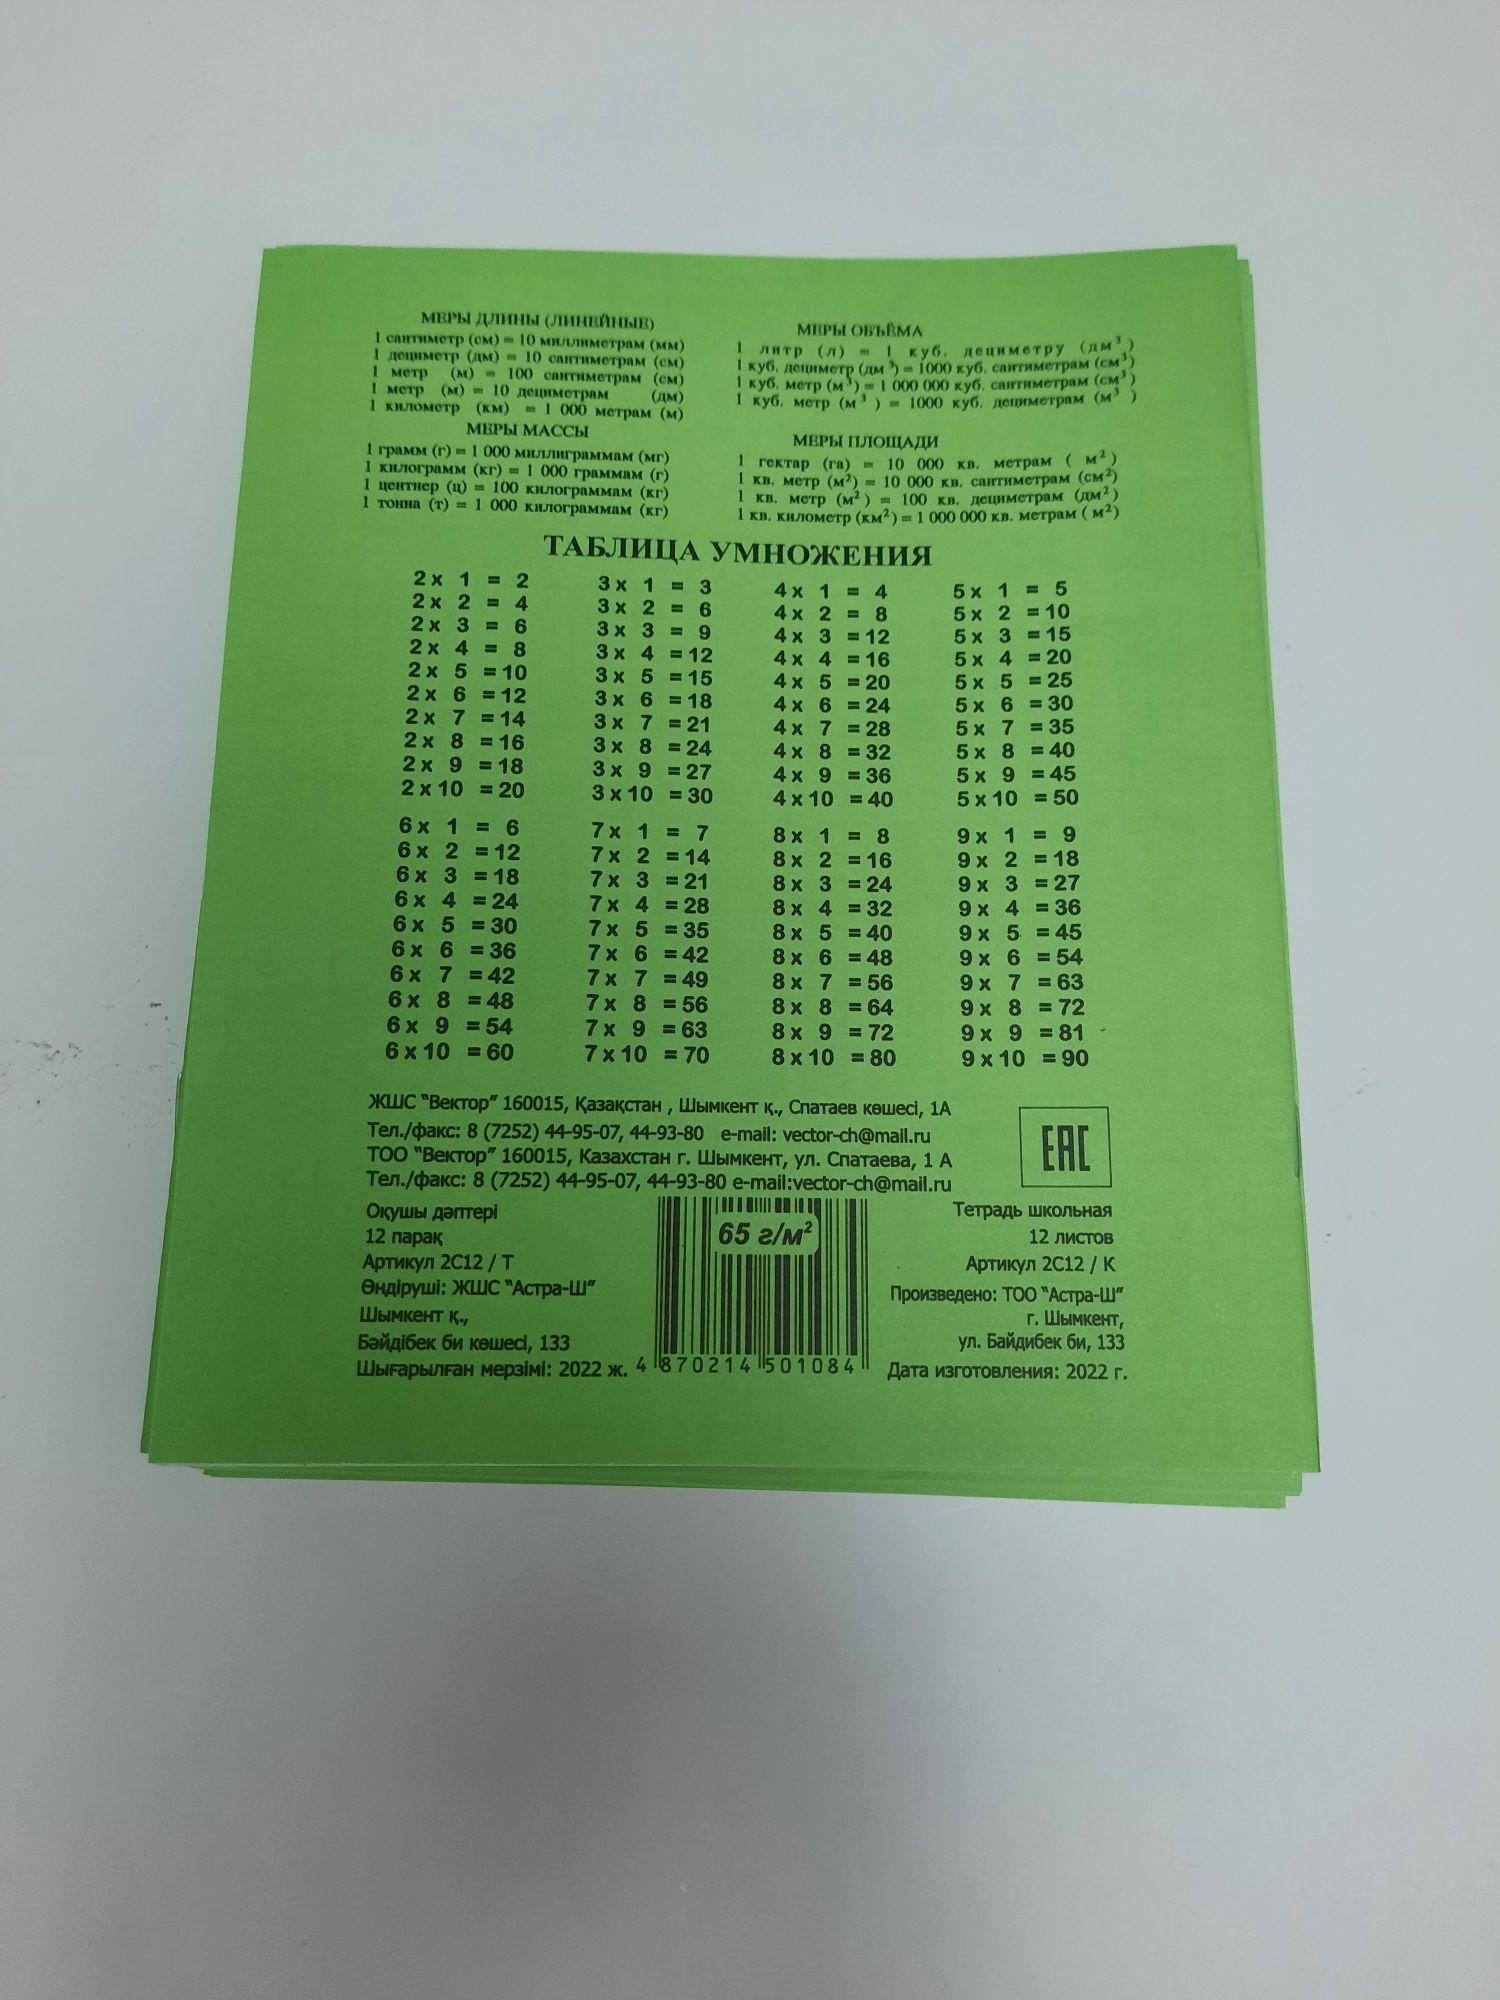 МЕРЫ ДЛИНЫ (ЛИНЕЙНЫЕ)
1 сантиметр (см) = 10 миллиметрам (мм)
1 дециметр (дм) = 10 сантиметрам (см)
1 метр (м) = 100 сантиметрам (см)
1 метр (м) = 10 дециметрам (дм)
1 километр (км) = 1 000 метрам (м)
МЕРЫ МАССЫ
1 грамм (г) = 1 000 миллиграммам (мг)
1 килограмм (кг) = 1 000 граммам (г)
1 центнер (ц) = 100 килограммам (кг)
1 тонна (т) = 1 000 килограммам (кг)
МЕРЫ ОБЪЁМА
1 литр (л) = 1 куб. дециметру (дм³)
1 куб. дециметр (дм³) = 1000 куб. сантиметрам (см³)
1 куб. метр (м³) = 1 000 000 куб. сантиметрам (см³)
1 куб. метр (м³) = 1000 куб. дециметрам (м³)
МЕРЫ ПЛОЩАДИ
1 гектар (га) = 10 000 кв. метрам (м²)
1 кв. метр (м²) = 10 000 кв. сантиметрам (см²)
1 кв. метр (м²) = 100 кв. дециметрам (дм²)
1 кв. километр (км²) = 1 000 000 кв. метрам (м²)
ТАБЛИЦА УМНОЖЕНИЯ
2 x 1 = 2 3 x 1 = 3 4 x 1 = 4 5 x 1 = 5
2 x 2 = 4 3 x 2 = 6 4 x 2 = 8 5 x 2 = 10
2 x 3 = 6 3 x 3 = 9 4 x 3 = 12 5 x 3 = 15
2 x 4 = 8 3 x 4 = 12 4 x 4 = 16 5 x 4 = 20
2 x 5 = 10 3 x 5 = 15 4 x 5 = 20 5 x 5 = 25
2 x 6 = 12 3 x 6 = 18 4 x 6 = 24 5 x 6 = 30
2 x 7 = 14 3 x 7 = 21 4 x 7 = 28 5 x 7 = 35
2 x 8 = 16 3 x 8 = 24 4 x 8 = 32 5 x 8 = 40
2 x 9 = 18 3 x 9 = 27 4 x 9 = 36 5 x 9 = 45
2 x 10 = 20 3 x 10 = 30 4 x 10 = 40 5 x 10 = 50
6 x 1 = 6 7 x 1 = 7 8 x 1 = 8 9 x 1 = 9
6 x 2 = 12 7 x 2 = 14 8 x 2 = 16 9 x 2 = 18
6 x 3 = 18 7 x 3 = 21 8 x 3 = 24 9 x 3 = 27
6 x 4 = 24 7 x 4 = 28 8 x 4 = 32 9 x 4 = 36
6 x 5 = 30 7 x 5 = 35 8 x 5 = 40 9 x 5 = 45
6 x 6 = 36 7 x 6 = 42 8 x 6 = 48 9 x 6 = 54
6 x 7 = 42 7 x 7 = 49 8 x 7 = 56 9 x 7 = 63
6 x 8 = 48 7 x 8 = 56 8 x 8 = 64 9 x 8 = 72
6 x 9 = 54 7 x 9 = 63 8 x 9 = 72 9 x 9 = 81
6 x 10 = 60 7 x 10 = 70 8 x 10 = 80 9 x 10 = 90
ЖШС "Вектор" 160015, Қазақстан , Шымкент қ., Спатаев көшесі, 1А
Тел./факс: 8 (7252) 44-95-07, 44-93-80 e-mail: vector-ch@mail.ru
ТОО "Вектор" 160015, Казахстан г. Шымкент, ул. Спатаева, 1 А
Тел./факс: 8 (7252) 44-95-07, 44-93-80 e-mail:vector-ch@mail.ru
EAC
Оқушы дәптері
12 парақ
Артикул 2С12 / Т
Өндіруші: ЖШС "Астра-Ш"
Шымкент қ.,
Бәйдібек би көшесі, 133
Шығарылған мерзімі: 2022 ж.
65 г/м²
4 870214 501084
Тетрадь школьная
12 листов
Артикул 2С12 / К
Произведено: ТОО "Астра-Ш"
г. Шымкент,
ул. Байдибек би, 133
Дата изготовления: 2022 г.